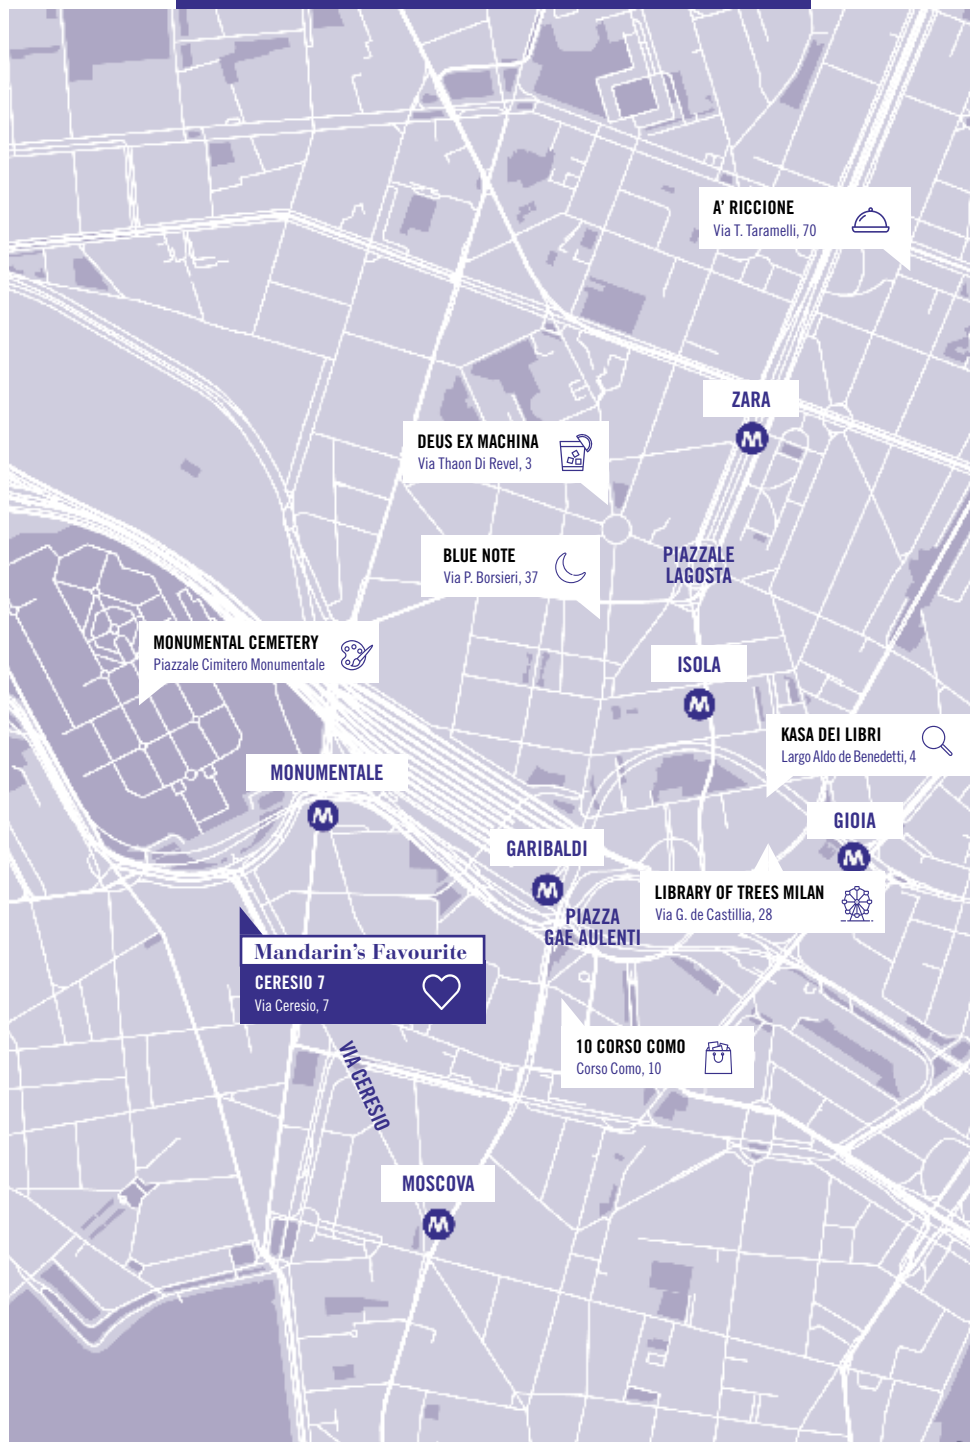 A’ RICCIONE
Via T. Taramelli, 70
ZARA
M
DEUS EX MACHINA
Via Thaon Di Revel, 3
BLUE NOTE
Via P. Borsieri, 37
PIAZZALE
LAGOSTA
MONUMENTAL CEMETERY
Piazzale Cimitero Monumentale
ISOLA
M
KASA DEI LIBRI
Largo Aldo de Benedetti, 4
MONUMENTALE
M
GIOIA
M
GARIBALDI
M
LIBRARY OF TREES MILAN
Via G. de Castillia, 28
PIAZZA
GAE AULENTI
Mandarin’s Favourite
CERESIO 7
Via Ceresio, 7
10 CORSO COMO
Corso Como, 10
VIA CERESIO
MOSCOVA
M